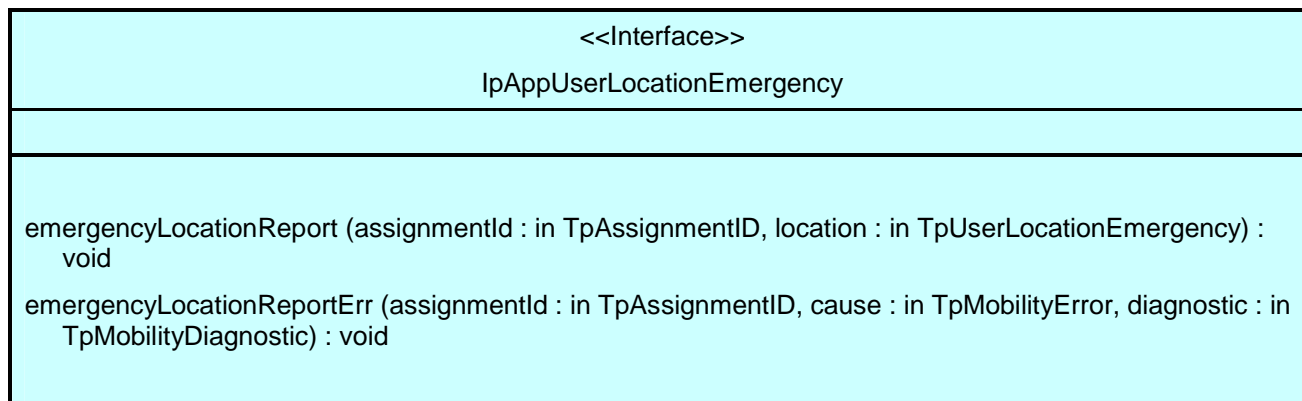 <<Interface>>
IpAppUserLocationEmergency
emergencyLocationReport (assignmentId : in TpAssignmentID, location : in TpUserLocationEmergency) :
void
emergencyLocationReportErr (assignmentId : in TpAssignmentID, cause : in TpMobilityError, diagnostic : in
TpMobilityDiagnostic) : void